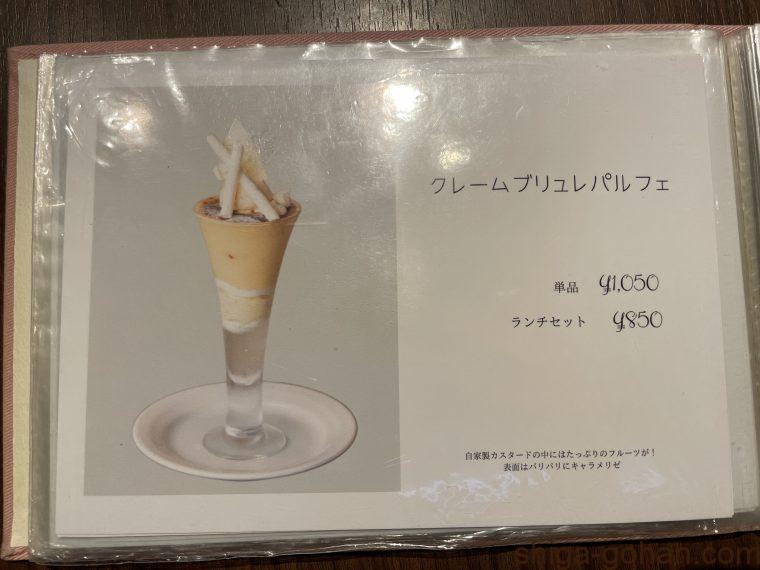 クレームブリュレパルフェ
単品 ¥1,050
ランチセット ¥850
自家製カスタードの中にはたっぷりのフルーツが！
表面はパリパリにキャラメリゼ
shiga-gohan.com